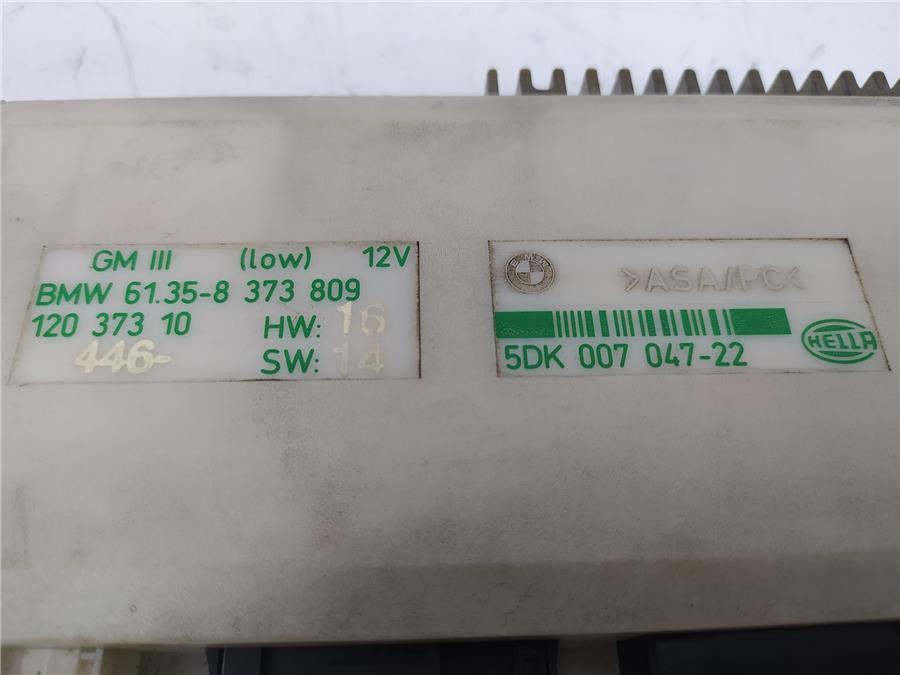 GM III (low) 12V
BMW 61.35-8 373 809
120 373 10 HW: 16
446- SW: 14
BMW
>ASA/PC<
5DK 007 047-22
HELLA